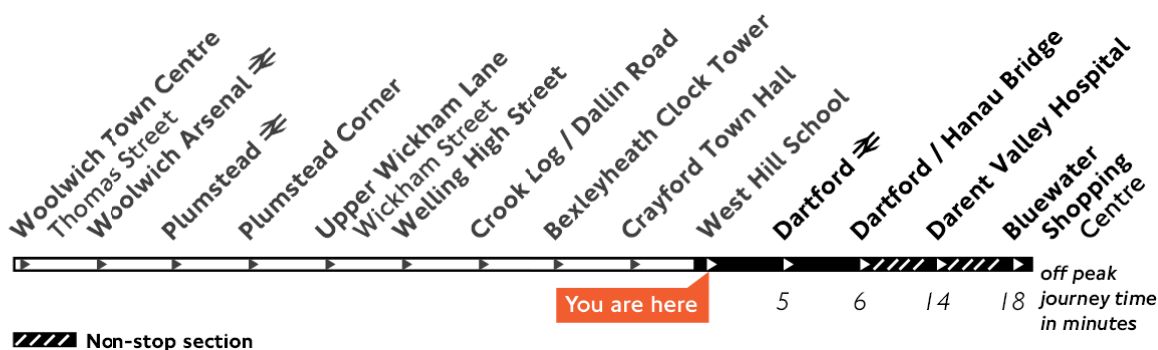 Woolwich Town Centre
Thomas Street
Woolwich Arsenal
Plumstead
Plumstead Corner
Upper Wickham Lane
Wickham Street
Welling High Street
Crook Log / Dallin Road
Bexleyheath Clock Tower
Crayford Town Hall
West Hill School
Dartford
Dartford / Hanau Bridge
Darent Valley Hospital
Bluewater
Shopping
Centre
You are here
5
6
14
18
off peak
journey time
in minutes
Non-stop section